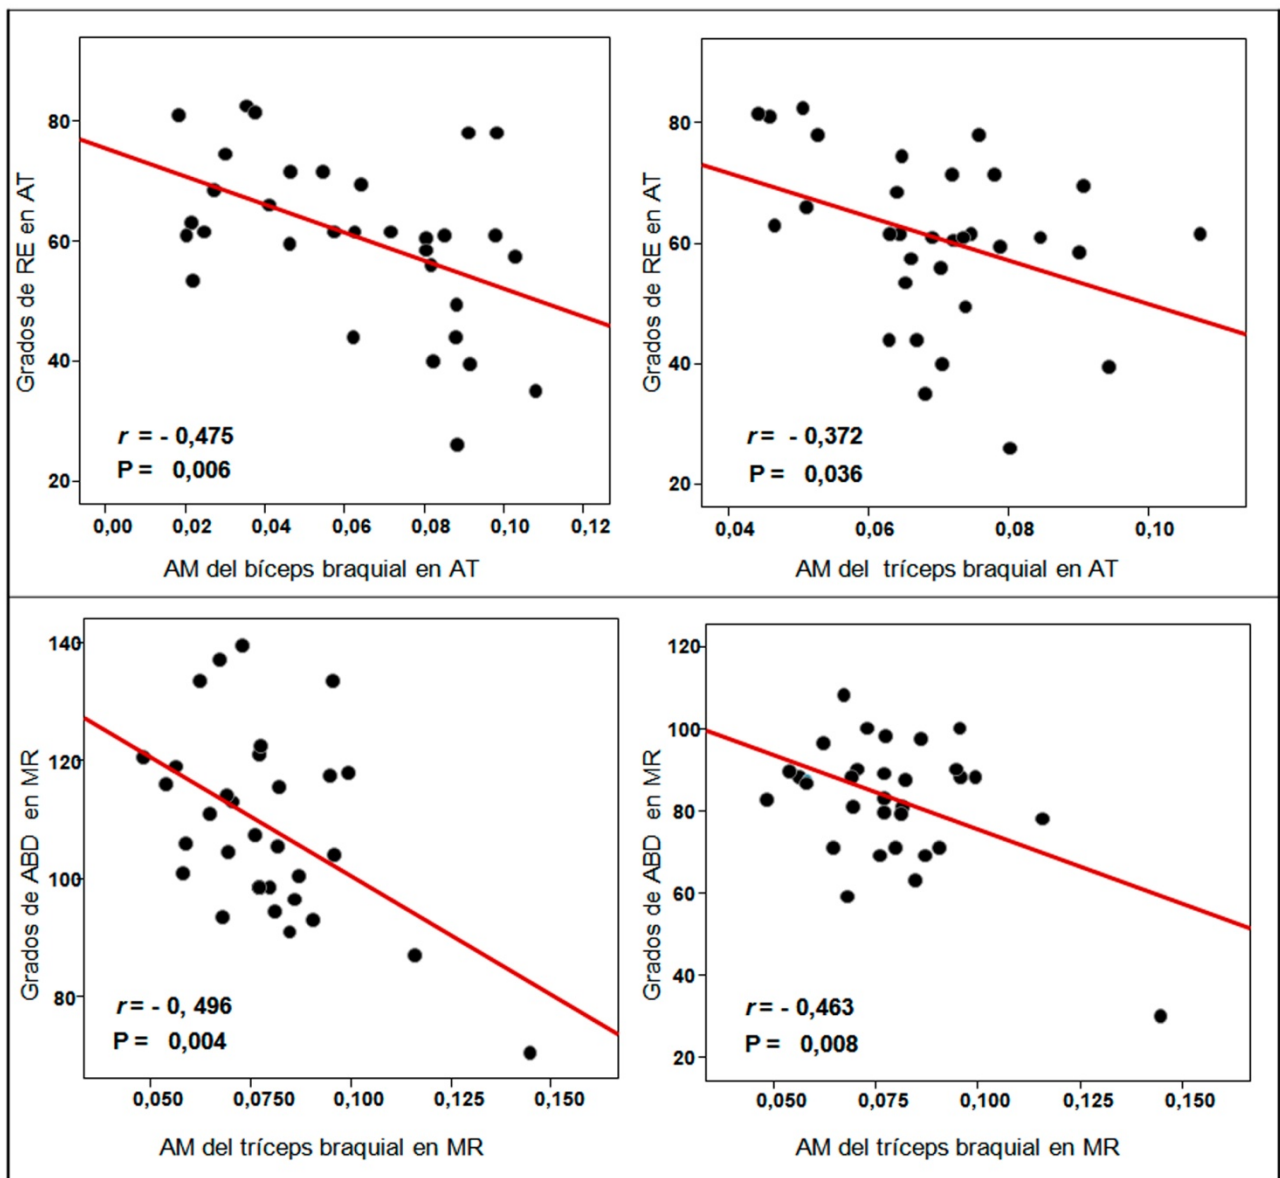 80
60
40
20
Grados de RE en AT
r = - 0,475
P = 0,006
0,00 0,02 0,04 0,06 0,08 0,10 0,12
AM del bíceps braquial en AT
80
60
40
20
Grados de RE en AT
r = - 0,372
P = 0,036
0,04 0,06 0,08 0,10
AM del tríceps braquial en AT
140
120
100
80
Grados de ABD en MR
r = - 0, 496
P = 0,004
0,050 0,0750 0,100 0,125 0,150
AM del tríceps braquial en MR
120
100
80
60
40
20
Grados de ABD en MR
r = - 0,463
P = 0,008
0,050 0,075 0,100 0,125 0,150
AM del tríceps braquial en MR